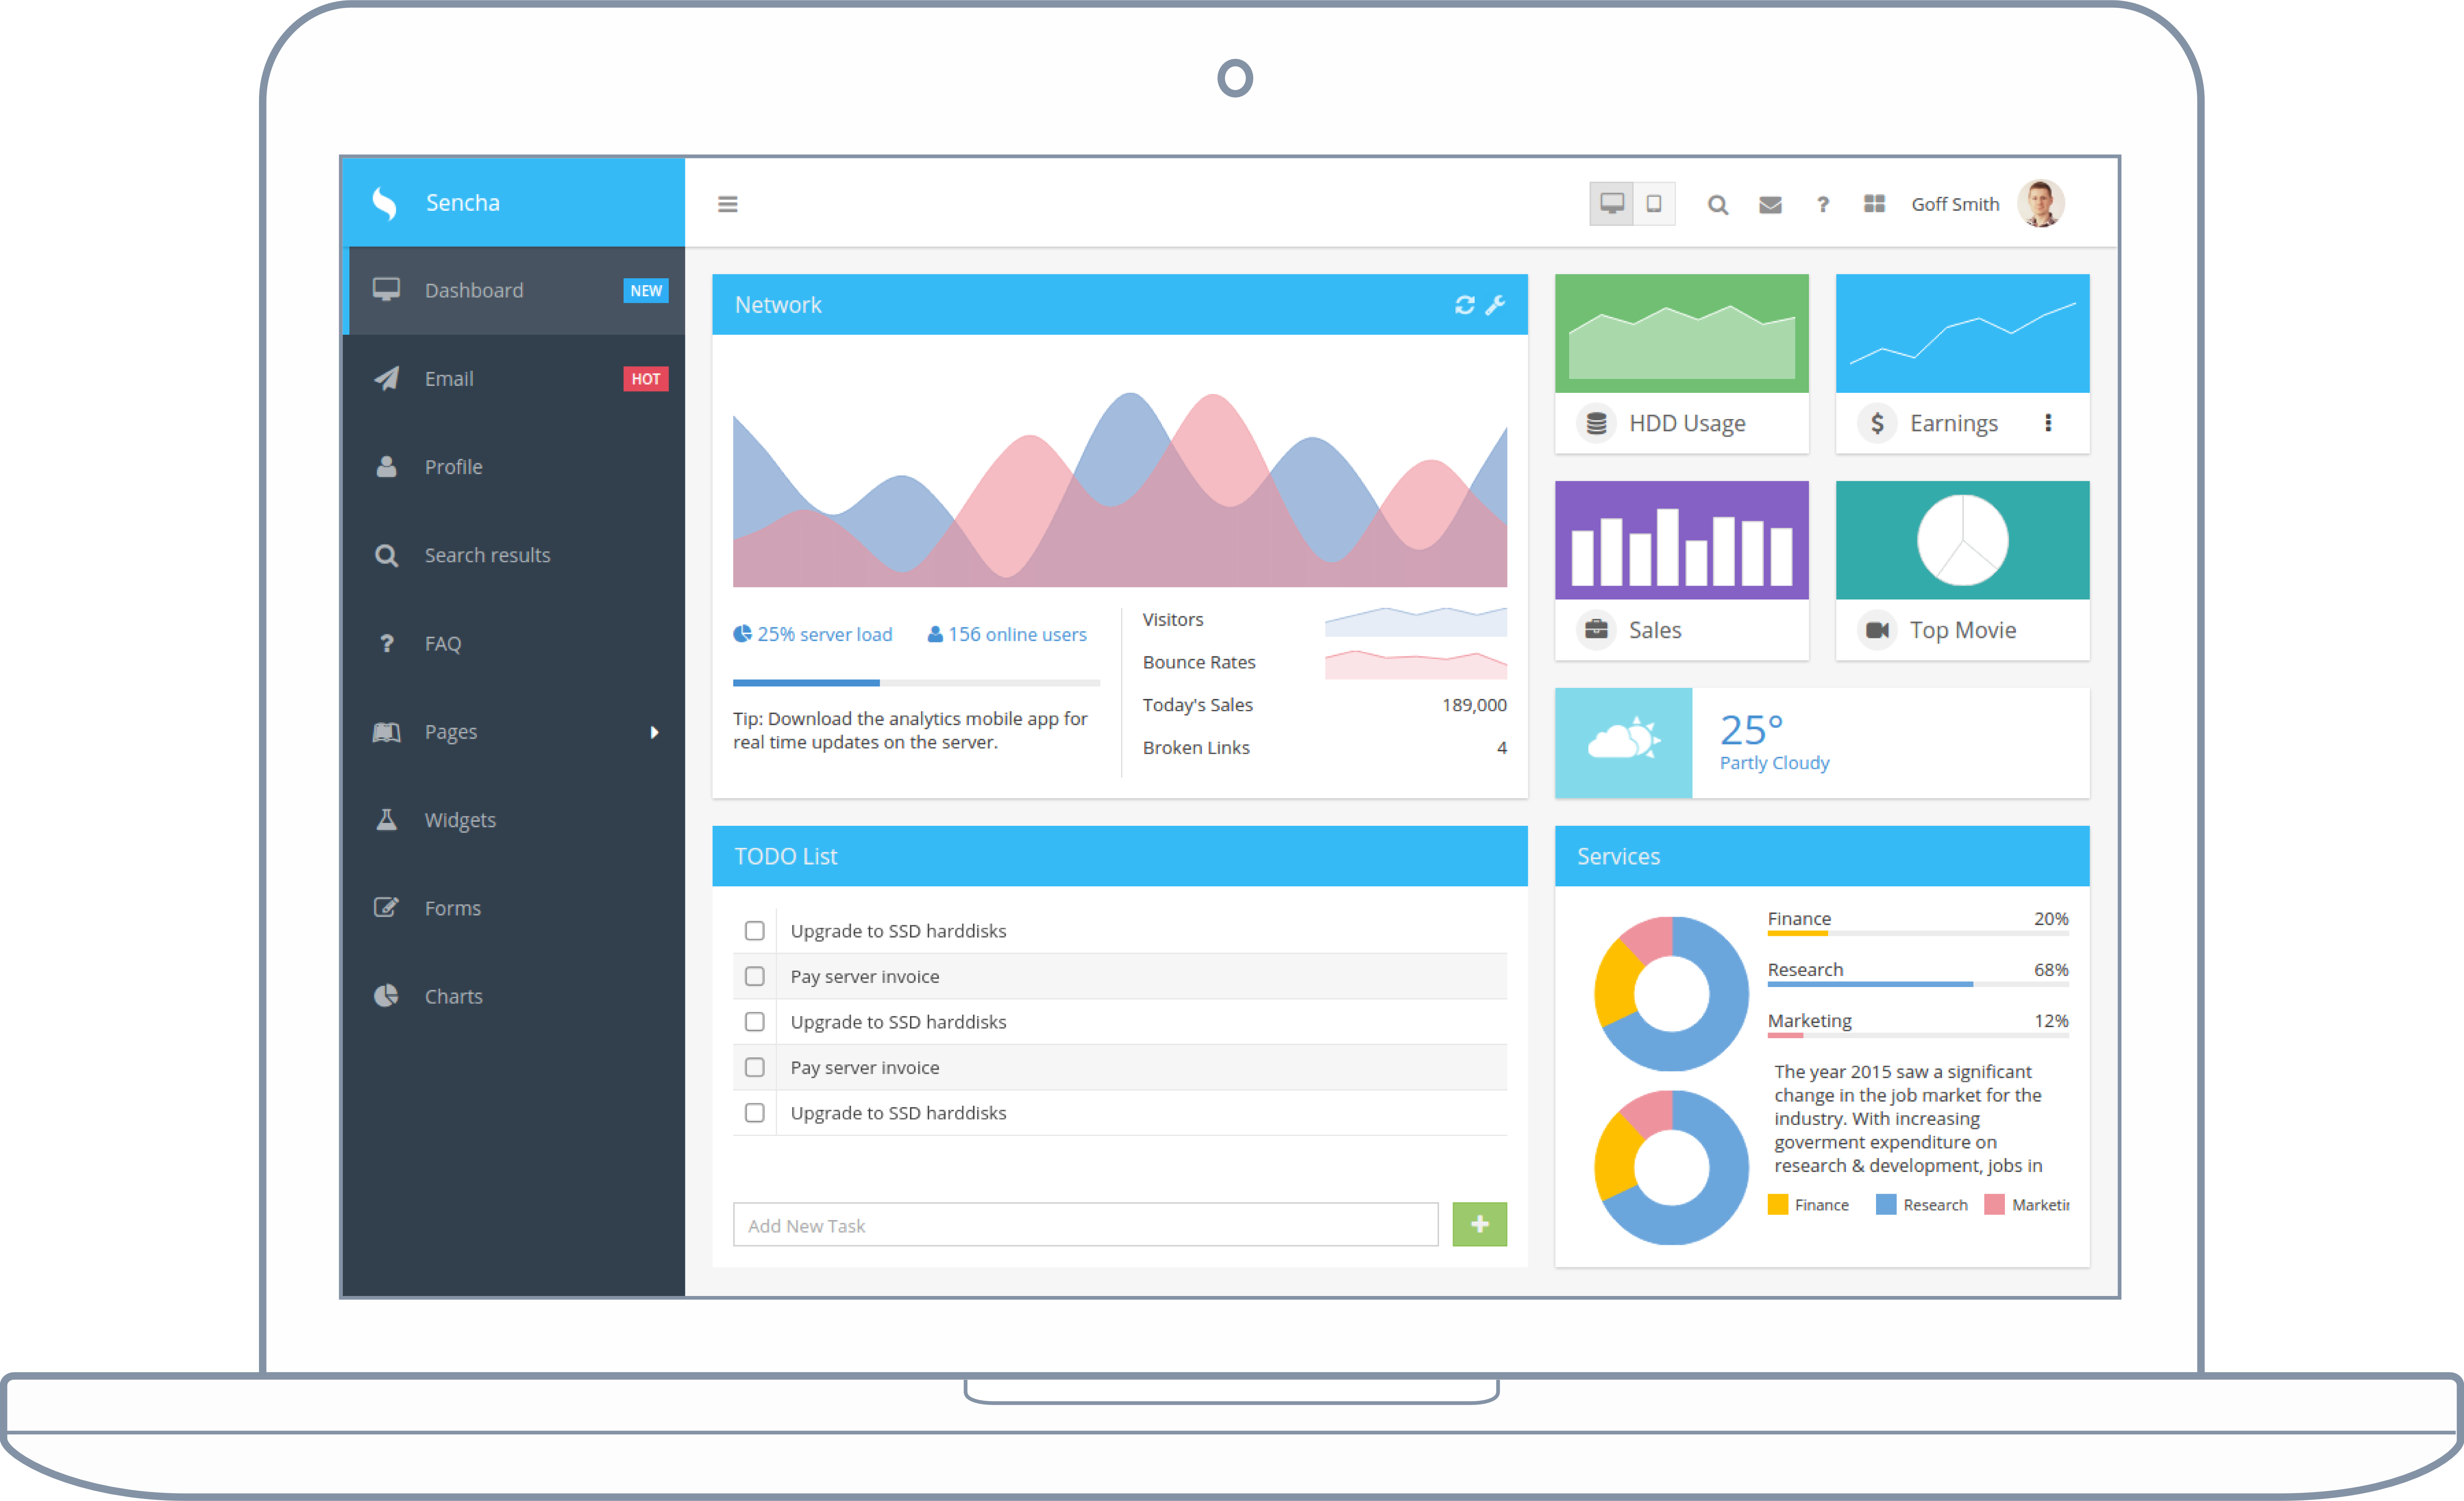 Sencha
Goff Smith
Dashboard NEW
Email HOT
Profile
Search results
? FAQ
Pages
Widgets
Forms
Charts
Network
25% server load 156 online users
Tip: Download the analytics mobile app for
real time updates on the server.
Visitors
Bounce Rates
Today's Sales 189,000
Broken Links 4
HDD Usage
$ Earnings
Sales
Top Movie
25°
Partly Cloudy
TODO List
Upgrade to SSD harddisks
Pay server invoice
Upgrade to SSD harddisks
Pay server invoice
Upgrade to SSD harddisks
Add New Task
Services
Finance 20%
Research 68%
Marketing 12%
The year 2015 saw a significant
change in the job market for the
industry. With increasing
goverment expenditure on
research & development, jobs in
Finance Research Marketin